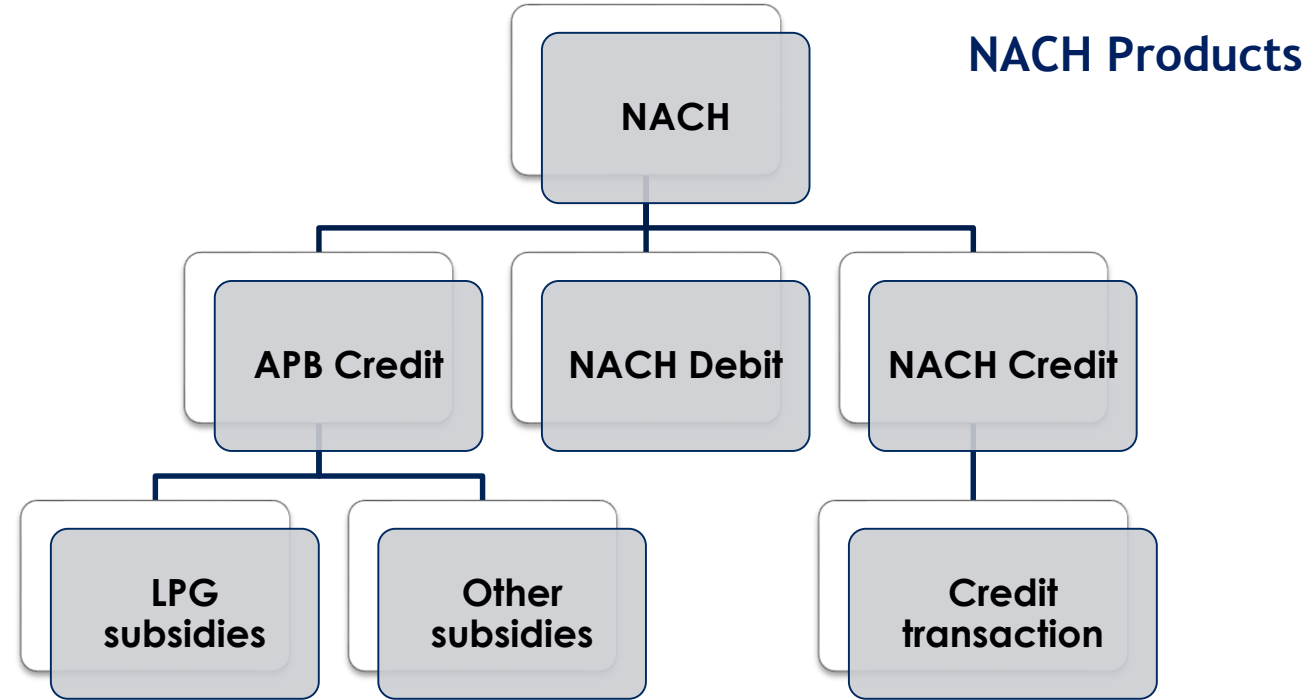 NACH Products
NACH
APB Credit
NACH Debit
NACH Credit
LPG
subsidies
Other
subsidies
Credit
transaction